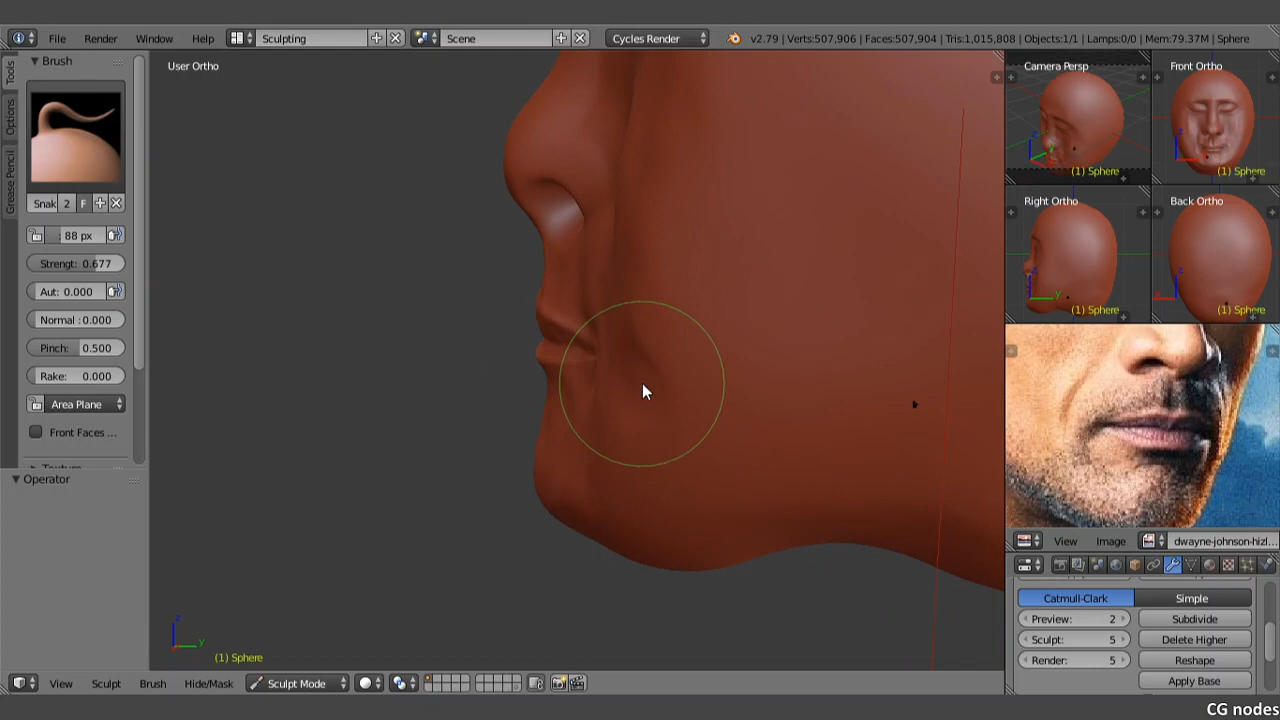 File Render Window Help Sculpting Scene Cycles Render v2.79 | Verts:507,906 | Faces:507,904 | Tris:1,015,808 | Objects:1/1 | Lamps:0/0 | Mem:79.37M | Sphere
Tools
Options
Grease Pencil
Brush
Snak 2 F
: 88 px
Strengt: 0.677
Aut: 0.000
Normal : 0.000
Pinch: 0.500
Rake: 0.000
Area Plane
Front Faces ...
Operator
User Ortho
z
y
(1) Sphere
Camera Persp
(1) Sphere
Front Ortho
(1) Sphere
Right Ortho
(1) Sphere
Back Ortho
(1) Sphere
View Image dwayne-johnson-hizl...
Catmull-Clark Simple
Preview: 2 Subdivide
Sculpt: 5 Delete Higher
Render: 5 Reshape
Apply Base
View Sculpt Brush Hide/Mask Sculpt Mode
CG nodes